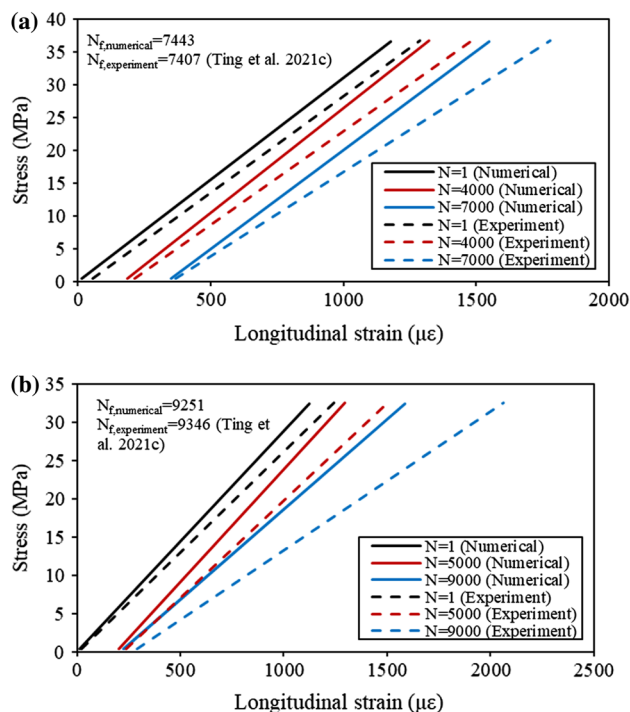 (a)
N_f,numerical=7443
N_f,experiment=7407 (Ting et al. 2021c)
Stress (MPa)
40
35
30
25
20
15
10
5
0
N=1 (Numerical)
N=4000 (Numerical)
N=7000 (Numerical)
N=1 (Experiment)
N=4000 (Experiment)
N=7000 (Experiment)
0 500 1000 1500 2000
Longitudinal strain (με)
(b)
N_f,numerical=9251
N_f,experiment=9346 (Ting et
al. 2021c)
Stress (MPa)
35
30
25
20
15
10
5
0
N=1 (Numerical)
N=5000 (Numerical)
N=9000 (Numerical)
N=1 (Experiment)
N=5000 (Experiment)
N=9000 (Experiment)
0 500 1000 1500 2000 2500
Longitudinal strain (με)